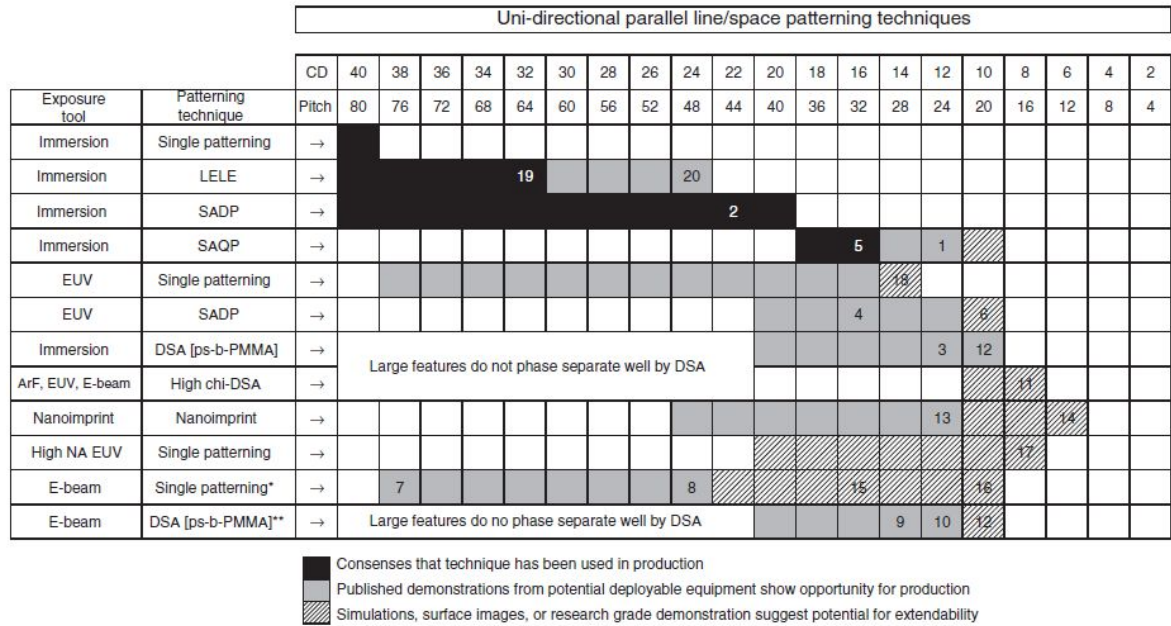 Uni-directional parallel line/space patterning techniques
CD 40 38 36 34 32 30 28 26 24 22 20 18 16 14 12 10 8 6 4 2
Exposure tool Patterning technique Pitch 80 76 72 68 64 60 56 52 48 44 40 36 32 28 24 20 16 12 8 4
Immersion Single patterning →
Immersion LELE → 19 20
Immersion SADP → 2
Immersion SAQP → 5 1
EUV Single patterning → 18
EUV SADP → 4 6
Immersion DSA [ps-b-PMMA] → 3 12
Large features do not phase separate well by DSA
ArF, EUV, E-beam High chi-DSA → 11
Nanoimprint Nanoimprint → 13 14
High NA EUV Single patterning → 17
E-beam Single patterning* → 7 8 15 16
E-beam DSA [ps-b-PMMA]** → Large features do no phase separate well by DSA 9 10 12
Consenses that technique has been used in production
Published demonstrations from potential deployable equipment show opportunity for production
Simulations, surface images, or research grade demonstration suggest potential for extendability